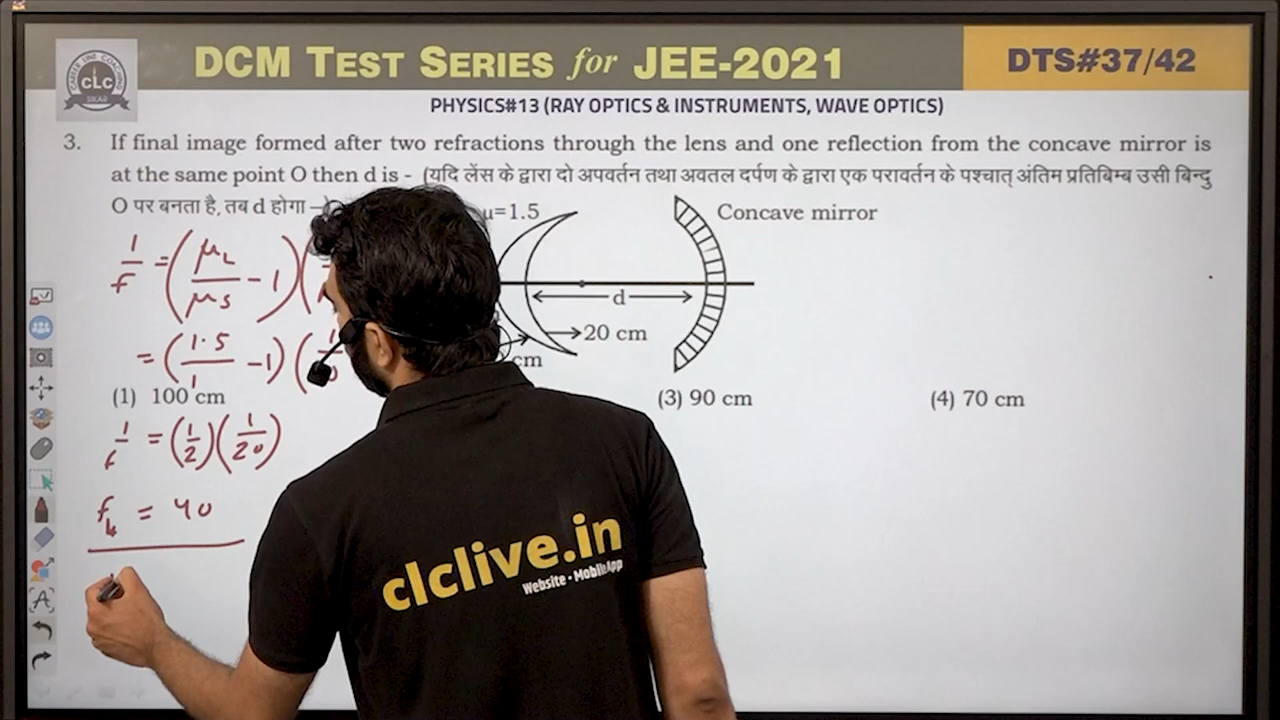 DCM TEST SERIES for JEE-2021
DTS#37/42
CLC
SIKAR
PHYSICS#13 (RAY OPTICS & INSTRUMENTS, WAVE OPTICS)
3. If final image formed after two refractions through the lens and one reflection from the concave mirror is
at the same point O then d is - (यदि लेंस के द्वारा दो अपवर्तन तथा अवतल दर्पण के द्वारा एक परावर्तन के पश्चात् अंतिम प्रतिबिम्ब उसी बिन्दु
O पर बनता है, तब d होगा –
μ=1.5
Concave mirror
d
20 cm
cm
1/f = (μL/μS - 1)(
= (1.5/1 - 1)(
(1) 100 cm
(3) 90 cm
(4) 70 cm
1/f = (1/2)(1/20)
fL = 40
clclive.in
Website • Mobile App